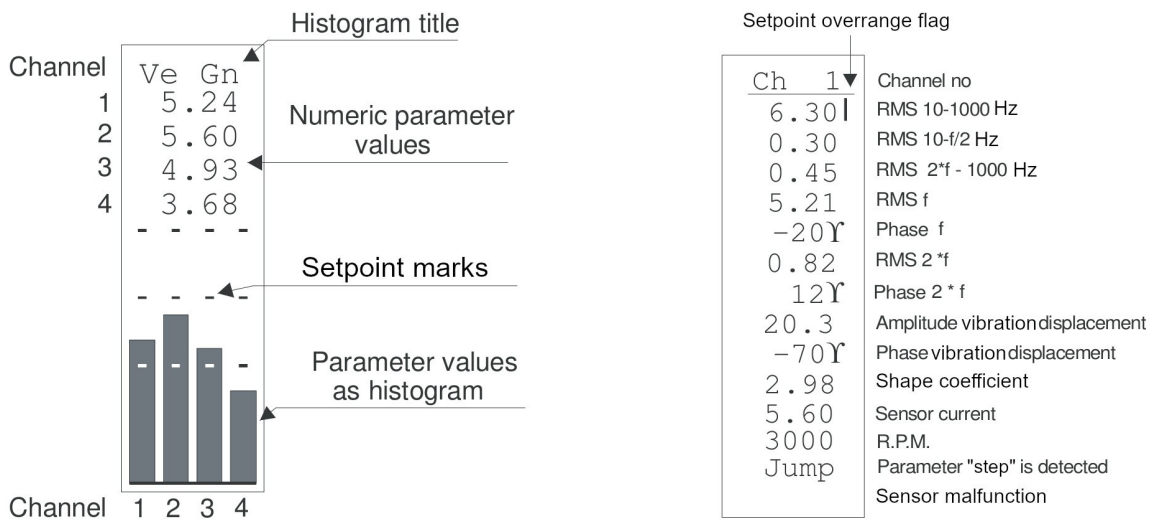 Histogram title
Channel
Ve Gn
1 5.24
2 5.60
3 4.93
4 3.68
Numeric parameter
values
Setpoint marks
Parameter values
as histogram
Channel 1 2 3 4
Setpoint overrange flag
Ch 1 Channel no
6.30| RMS 10-1000 Hz
0.30 RMS 10-f/2 Hz
0.45 RMS 2*f - 1000 Hz
5.21 RMS f
-20ϒ Phase f
0.82 RMS 2 *f
12ϒ Phase 2 * f
20.3 Amplitude vibration displacement
-70ϒ Phase vibration displacement
2.98 Shape coefficient
5.60 Sensor current
3000 R.P.M.
Jump Parameter "step" is detected
Sensor malfunction